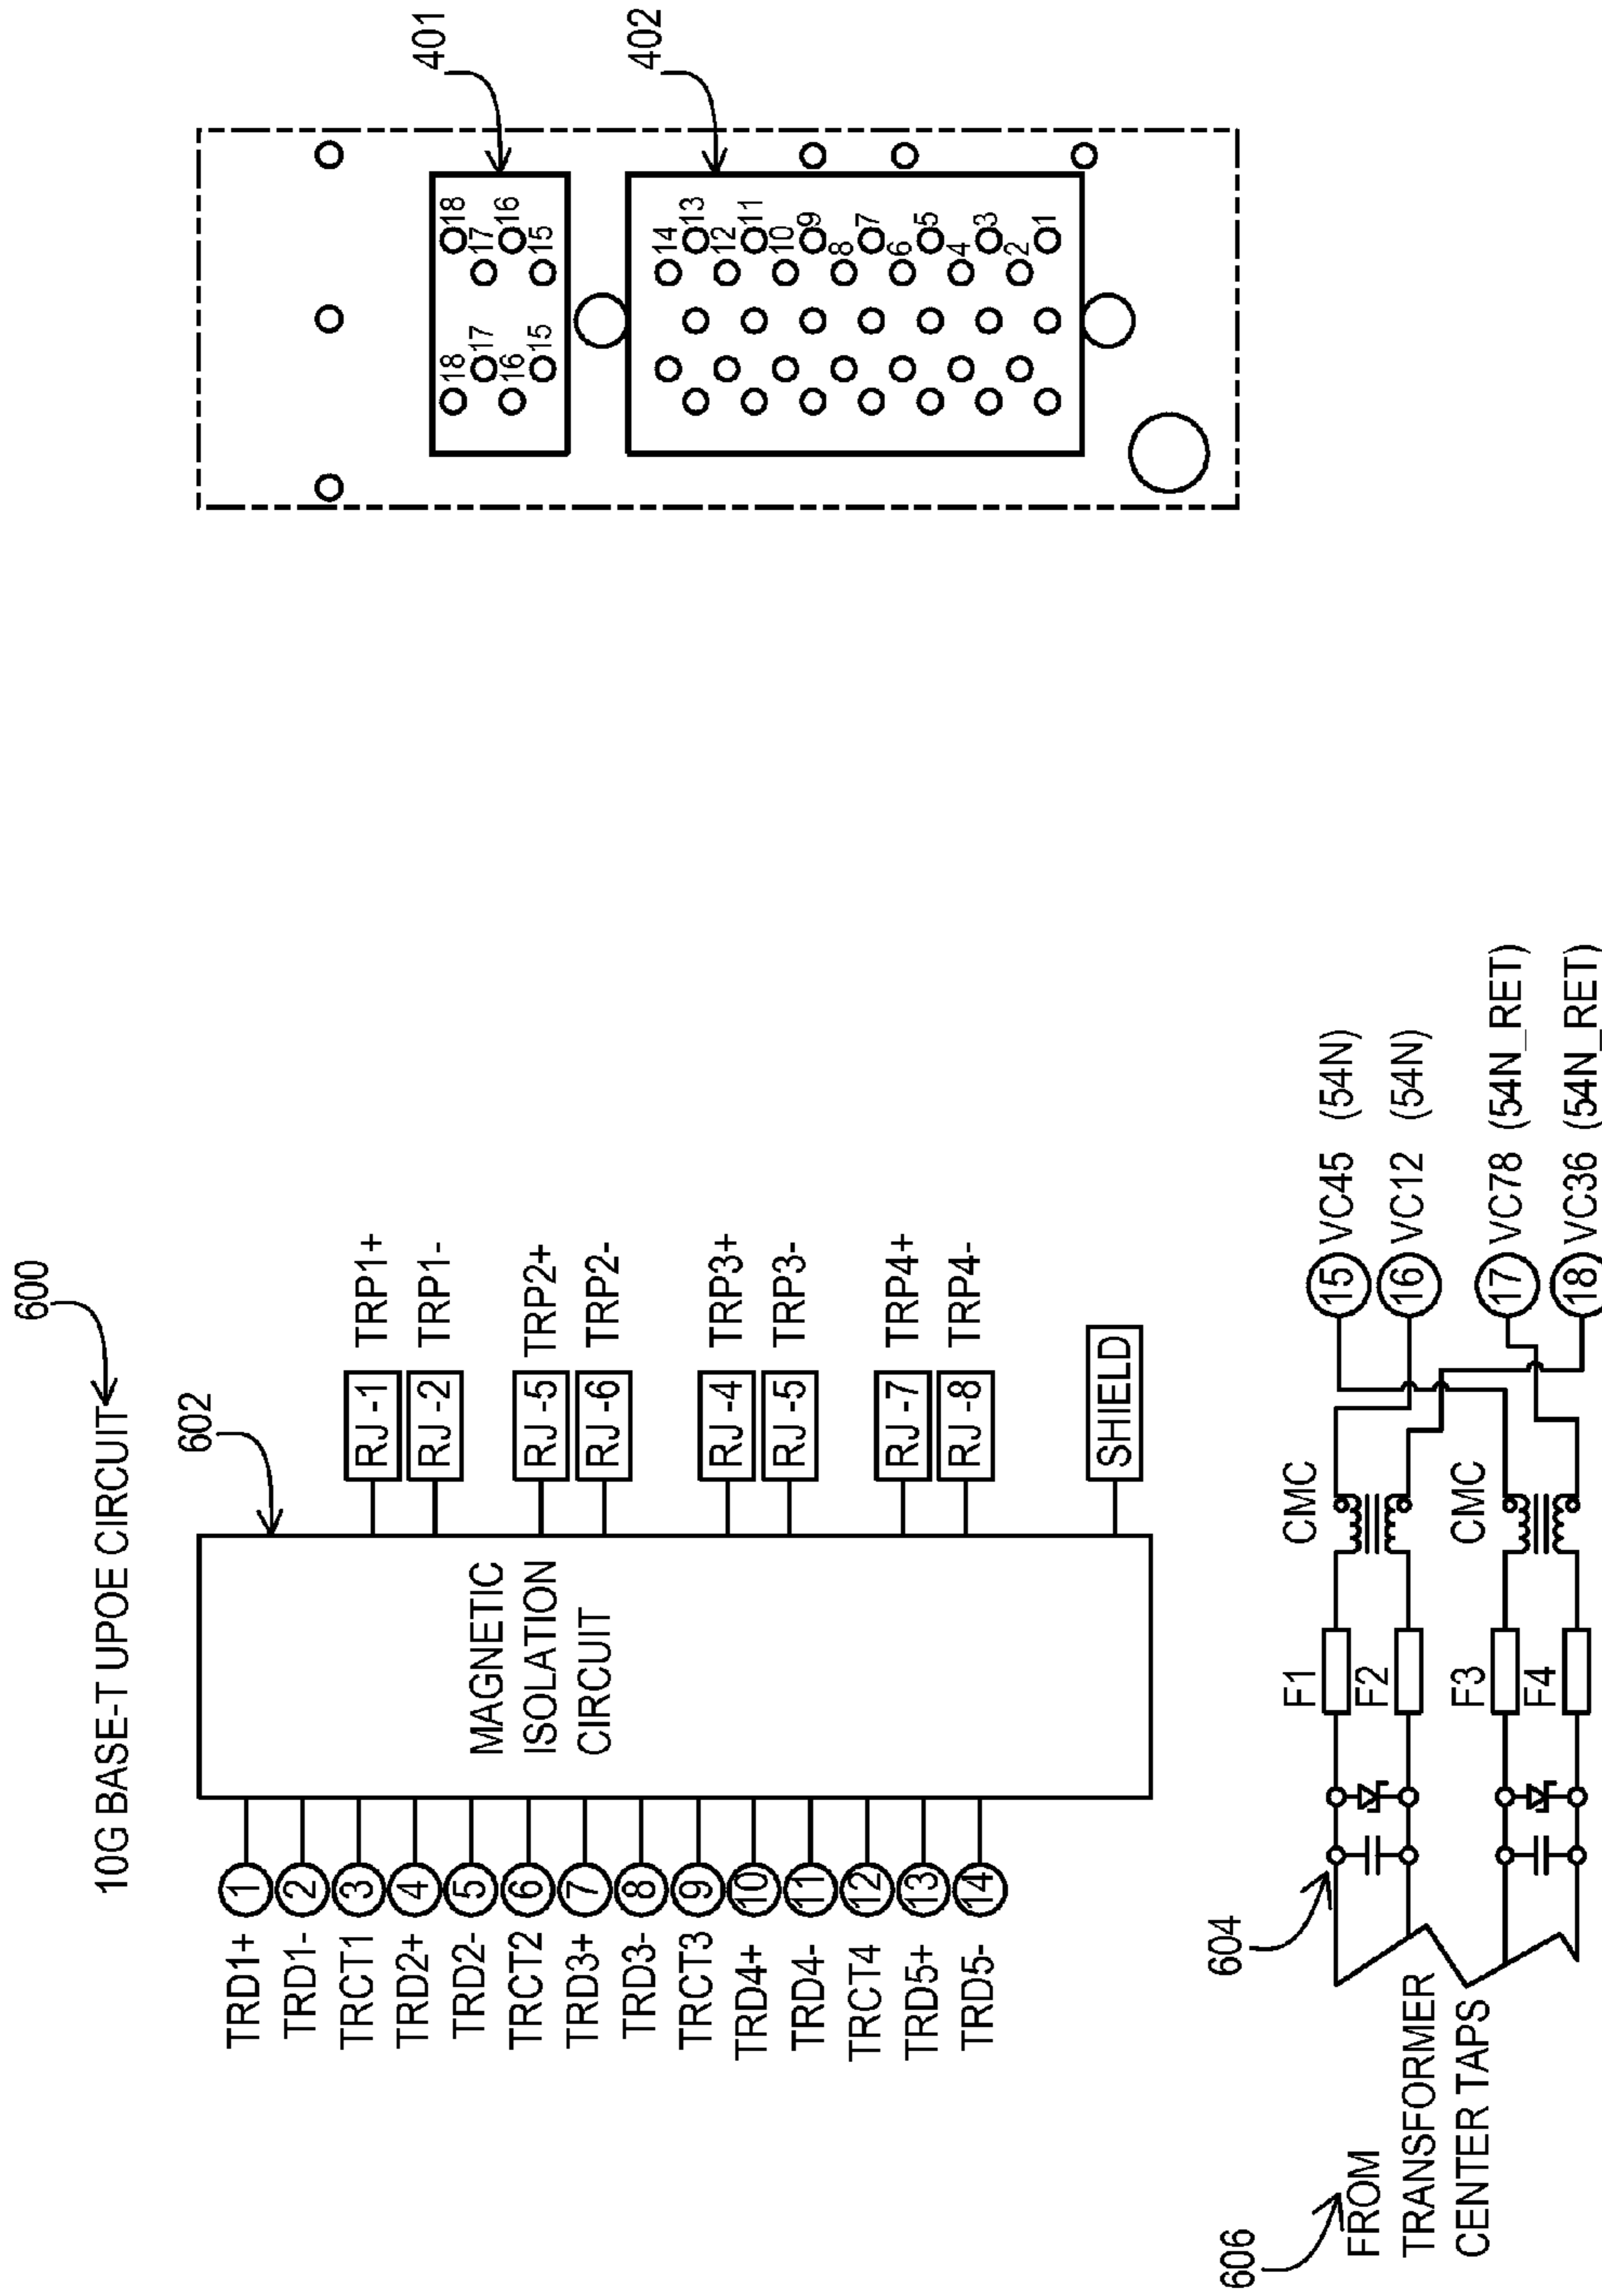 600
10G BASE-T UPOE CIRCUIT
602
TRD1+ 1
TRD1- 2
TRCT1 3
TRD2+ 4
TRD2- 5
TRCT2 6
TRD3+ 7
TRD3- 8
TRCT3 9
TRD4+ 10
TRD4- 11
TRCT4 12
TRD5+ 13
TRD5- 14
MAGNETIC
ISOLATION
CIRCUIT
RJ-1 TRP1+
RJ-2 TRP1-
RJ-5 TRP2+
RJ-6 TRP2-
RJ-4 TRP3+
RJ-5 TRP3-
RJ-7 TRP4+
RJ-8 TRP4-
SHIELD
606
FROM
TRANSFORMER
CENTER TAPS
604
F1
F2
F3
F4
CMC
CMC
15 VC45 (54N)
16 VC12 (54N)
17 VC78 (54N_RET)
18 VC36 (54N_RET)
401
18
17
16
15
18
17
16
15
402
14
13
12
11
10
9
8
7
6
5
4
3
2
1